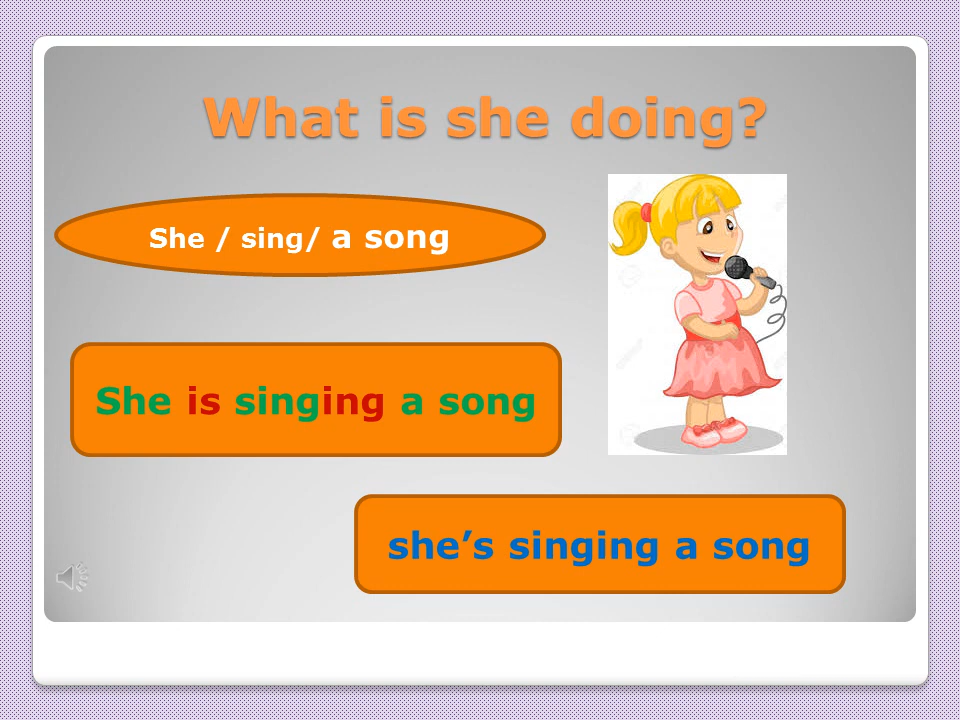 What is she doing?
She / sing/ a song
She is singing a song
she’s singing a song